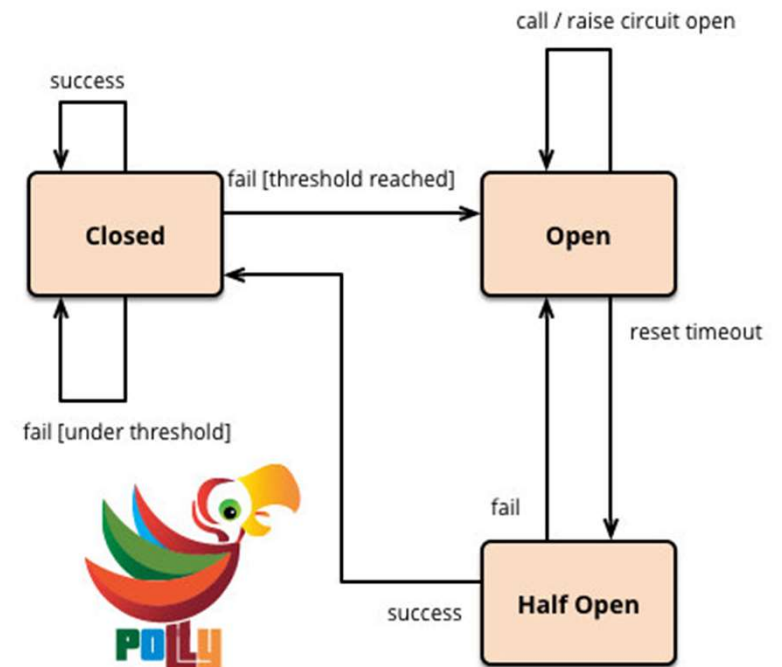 call / raise circuit open
success
fail [threshold reached]
Closed
Open
reset timeout
fail [under threshold]
fail
Half Open
success
POLLY